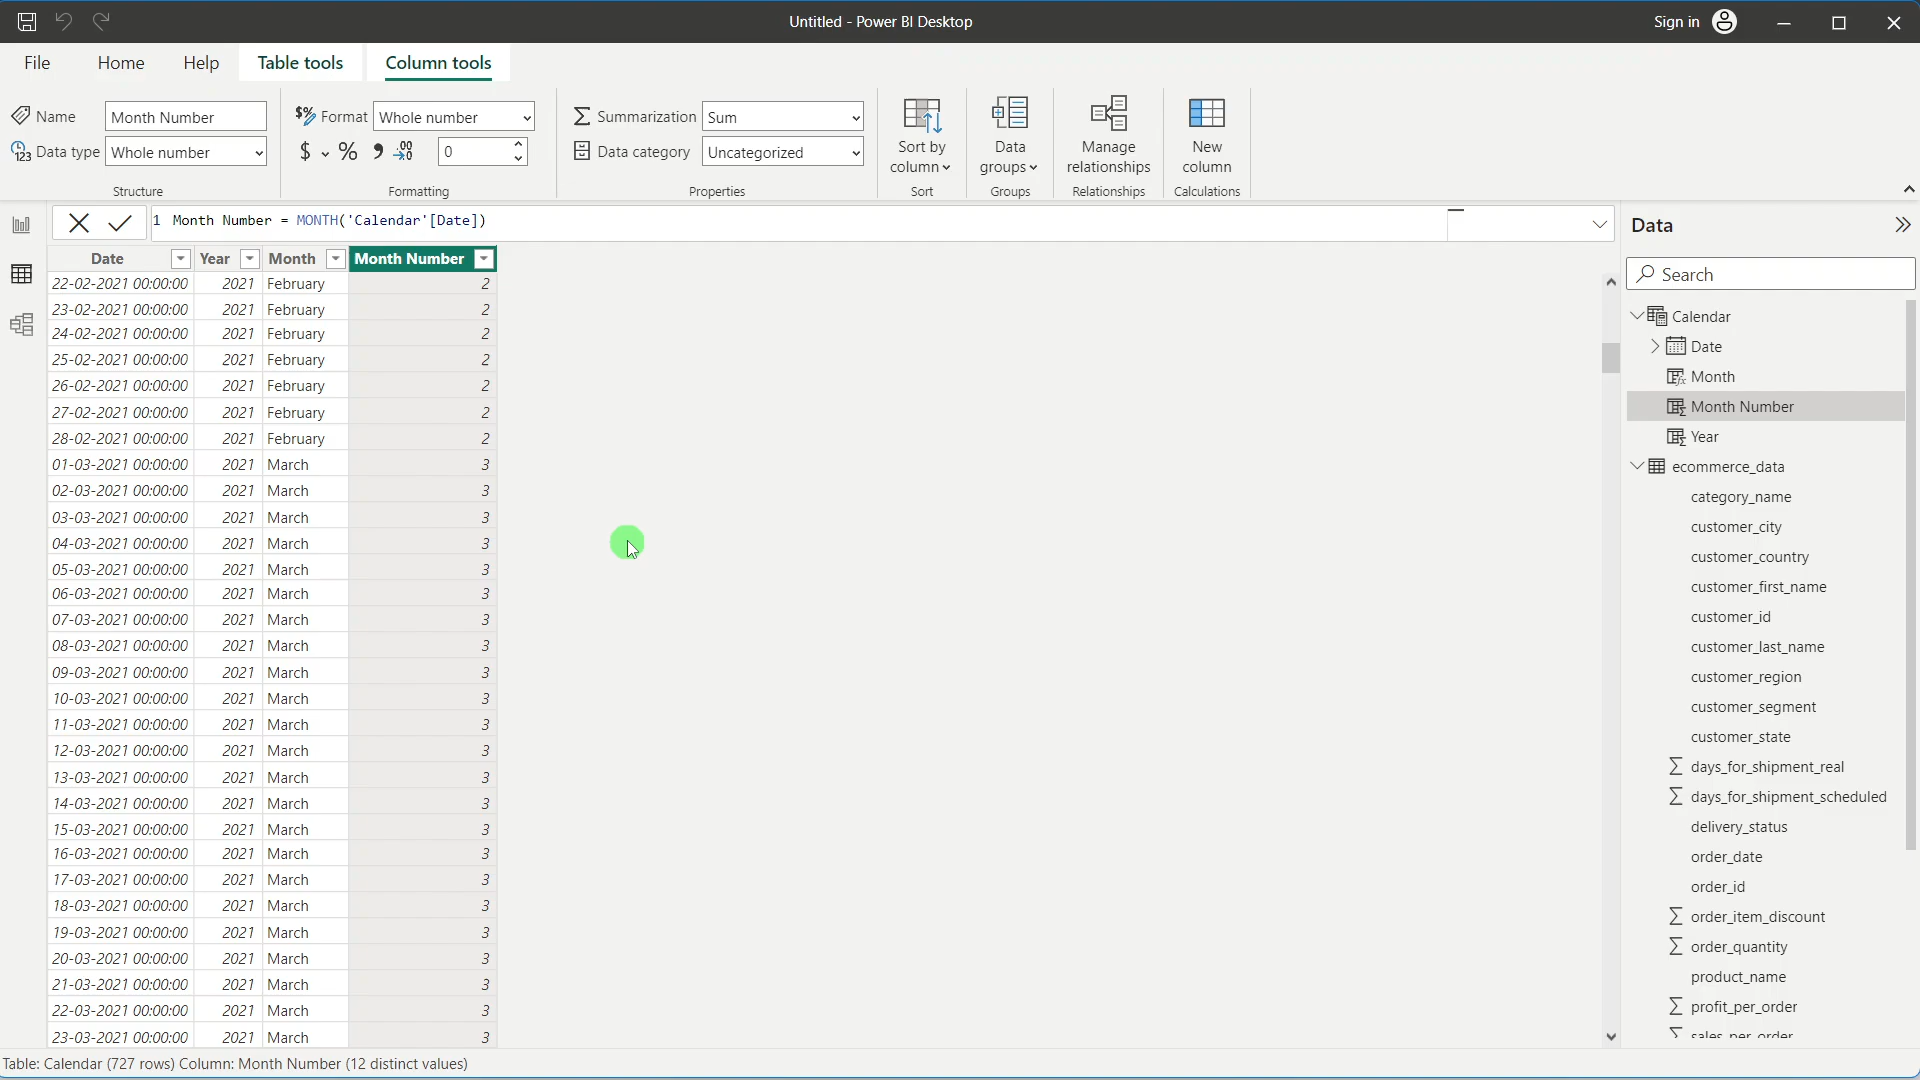 Untitled - Power BI Desktop
Sign in
File Home Help Table tools Column tools
Name Month Number
Data type Whole number
Structure
Format Whole number
$ % 0
Formatting
Summarization Sum
Data category Uncategorized
Properties
Sort by
column
Sort
Data
groups
Groups
Manage
relationships
Relationships
New
column
Calculations
1 Month Number = MONTH('Calendar'[Date])
Date Year Month Month Number
22-02-2021 00:00:00 2021 February 2
23-02-2021 00:00:00 2021 February 2
24-02-2021 00:00:00 2021 February 2
25-02-2021 00:00:00 2021 February 2
26-02-2021 00:00:00 2021 February 2
27-02-2021 00:00:00 2021 February 2
28-02-2021 00:00:00 2021 February 2
01-03-2021 00:00:00 2021 March 3
02-03-2021 00:00:00 2021 March 3
03-03-2021 00:00:00 2021 March 3
04-03-2021 00:00:00 2021 March 3
05-03-2021 00:00:00 2021 March 3
06-03-2021 00:00:00 2021 March 3
07-03-2021 00:00:00 2021 March 3
08-03-2021 00:00:00 2021 March 3
09-03-2021 00:00:00 2021 March 3
10-03-2021 00:00:00 2021 March 3
11-03-2021 00:00:00 2021 March 3
12-03-2021 00:00:00 2021 March 3
13-03-2021 00:00:00 2021 March 3
14-03-2021 00:00:00 2021 March 3
15-03-2021 00:00:00 2021 March 3
16-03-2021 00:00:00 2021 March 3
17-03-2021 00:00:00 2021 March 3
18-03-2021 00:00:00 2021 March 3
19-03-2021 00:00:00 2021 March 3
20-03-2021 00:00:00 2021 March 3
21-03-2021 00:00:00 2021 March 3
22-03-2021 00:00:00 2021 March 3
23-03-2021 00:00:00 2021 March 3
Data
Search
Calendar
Date
Month
Month Number
Year
ecommerce_data
category_name
customer_city
customer_country
customer_first_name
customer_id
customer_last_name
customer_region
customer_segment
customer_state
days_for_shipment_real
days_for_shipment_scheduled
delivery_status
order_date
order_id
order_item_discount
order_quantity
product_name
profit_per_order
sales_per_order
Table: Calendar (727 rows) Column: Month Number (12 distinct values)